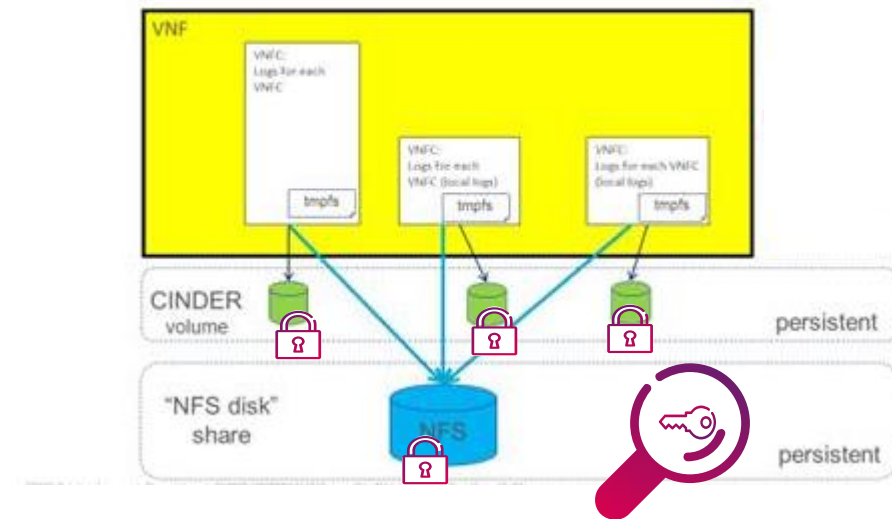 VNF
VNFC:
Logs for each
VNFC
tmpfs
VNFC:
Logs for each
VNFC (local logs)
tmpfs
VNFC:
Logs for each VNFC
(local logs)
tmpfs
CINDER
volume
persistent
"NFS disk"
share
NFS
persistent